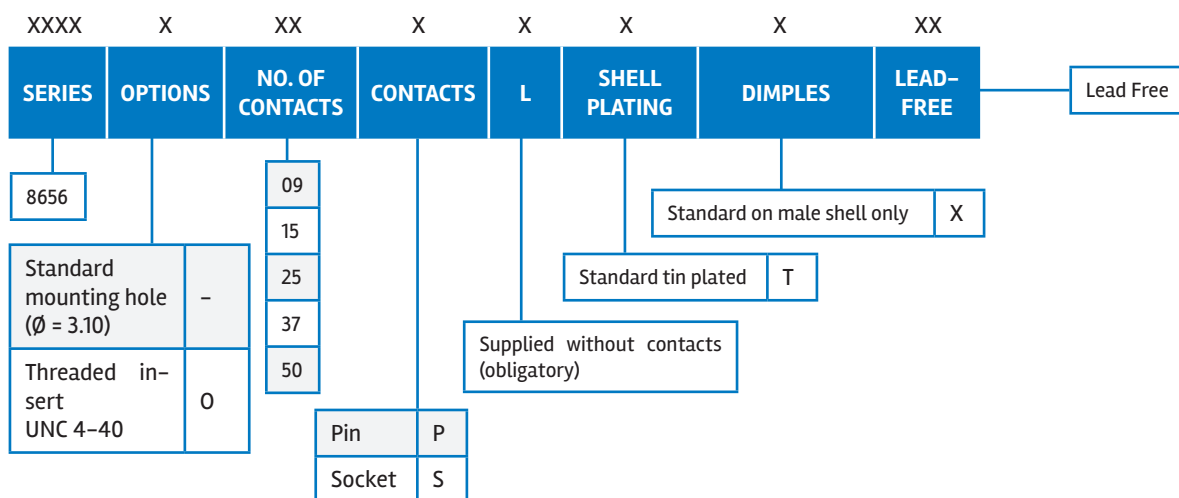 XXXX X XX X X X X XX
SERIES OPTIONS NO. OF CONTACTS CONTACTS L SHELL PLATING DIMPLES LEAD-FREE
Lead Free
8656
Standard
mounting hole
(Ø = 3.10)
-
Threaded in-
sert
UNC 4-40
O
09
15
25
37
50
Pin P
Socket S
Supplied without contacts
(obligatory)
Standard tin plated T
Standard on male shell only X